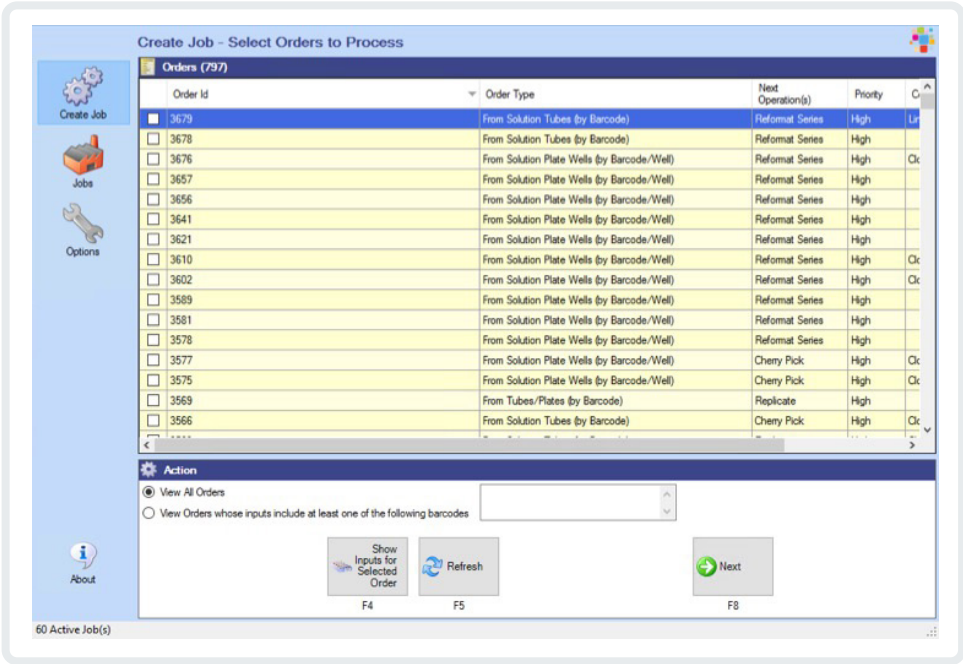 Create Job - Select Orders to Process
Create Job
Jobs
Options
About
Orders (797)
Order Id Order Type Next Operation(s) Priority
3679 From Solution Tubes (by Barcode) Reformat Series High
3678 From Solution Tubes (by Barcode) Reformat Series High
3676 From Solution Plate Wells (by Barcode/Well) Reformat Series High
3657 From Solution Plate Wells (by Barcode/Well) Reformat Series High
3656 From Solution Plate Wells (by Barcode/Well) Reformat Series High
3641 From Solution Plate Wells (by Barcode/Well) Reformat Series High
3621 From Solution Plate Wells (by Barcode/Well) Reformat Series High
3610 From Solution Plate Wells (by Barcode/Well) Reformat Series High
3602 From Solution Plate Wells (by Barcode/Well) Reformat Series High
3589 From Solution Plate Wells (by Barcode/Well) Reformat Series High
3581 From Solution Plate Wells (by Barcode/Well) Reformat Series High
3578 From Solution Plate Wells (by Barcode/Well) Reformat Series High
3577 From Solution Plate Wells (by Barcode/Well) Cherry Pick High
3575 From Solution Plate Wells (by Barcode/Well) Cherry Pick High
3569 From Tubes/Plates (by Barcode) Replicate High
3566 From Solution Tubes (by Barcode) Cherry Pick High
Action
View All Orders
View Orders whose inputs include at least one of the following barcodes
Show
Inputs for
Selected
Order
F4
Refresh
F5
Next
F8
60 Active Job(s)